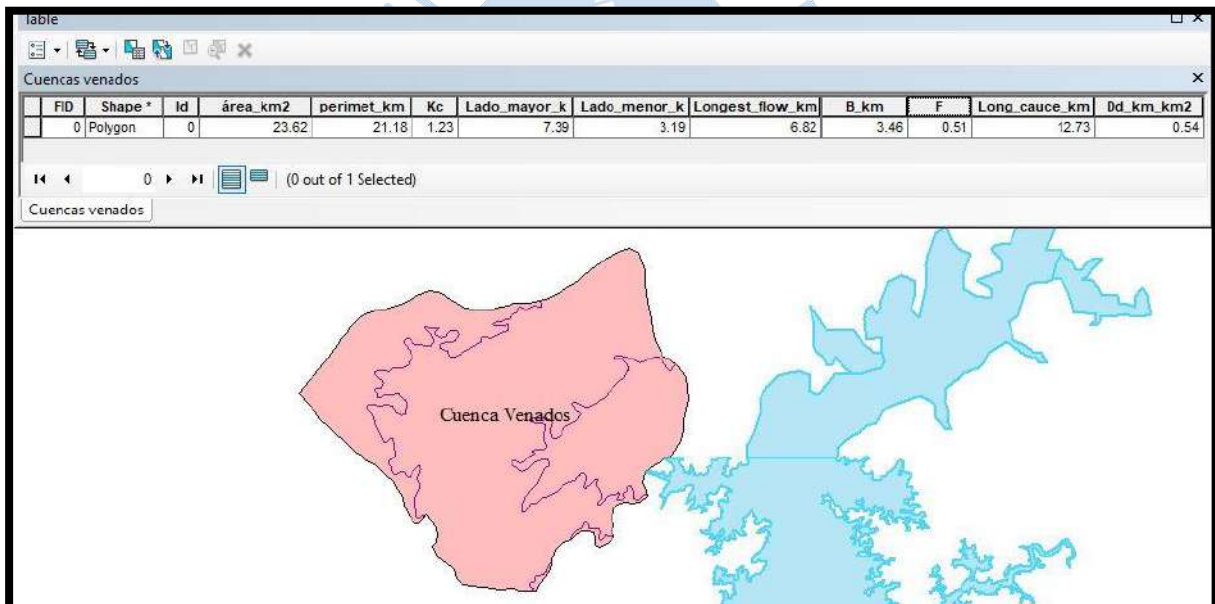 Table
Cuencas venados
FID Shape * Id área_km2 perimet_km Kc Lado_mayor_k Lado_menor_k Longest_flow_km B_km F Long_cauce_km Dd_km_km2
0 Polygon 0 23.62 21.18 1.23 7.39 3.19 6.82 3.46 0.51 12.73 0.54
0 (0 out of 1 Selected)
Cuencas venados
Cuenca Venados